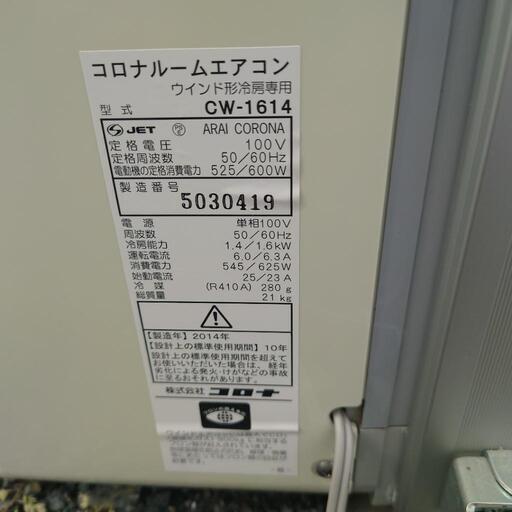 コロナルームエアコン
ウインド形冷房専用
型式 CW-1614
JET PSE ARAI CORONA
定格電圧 100V
定格周波数 50/60Hz
電動機の定格消費電力 525/600W
製造番号
5030419
電源 単相100V
周波数 50/60Hz
冷房能力 1.4/1.6kW
運転電流 6.0/6.3A
消費電力 545/625W
始動電流 25/23A
冷媒 (R410A) 280g
総質量 21kg
【製造年】2014年
【設計上の標準使用期間】10年
設計上の標準使用期間を超えて
お使いいただいた場合は、経年
劣化による発火・けがなどの事故
に至るおそれがあります。
株式会社 コロナ